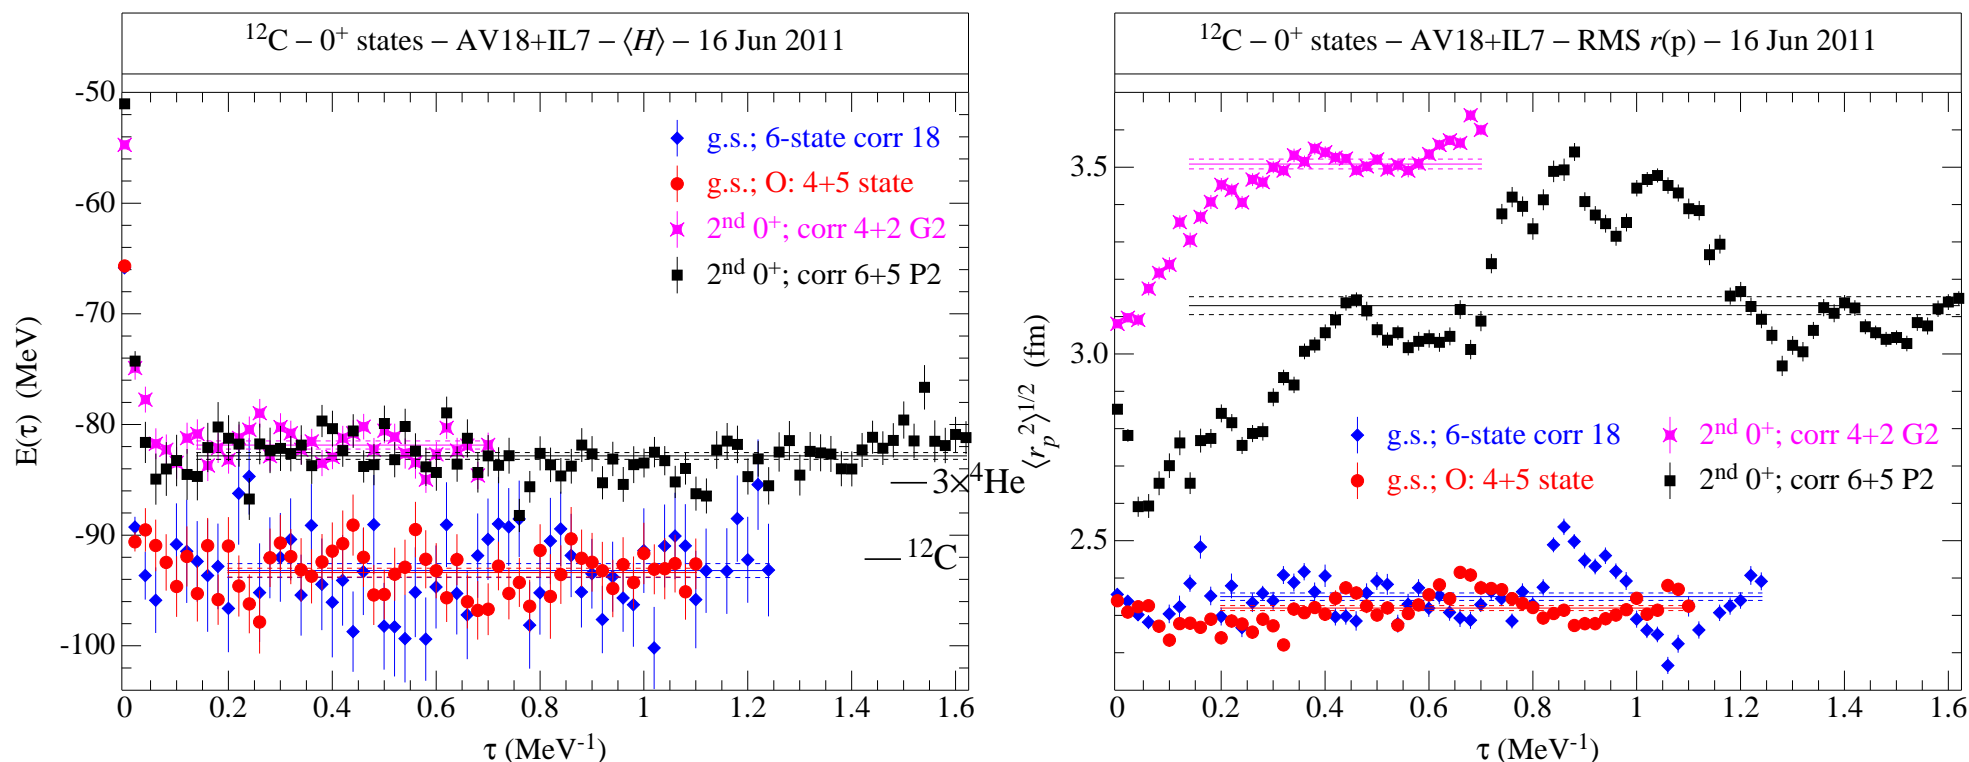 ¹²C – 0⁺ states – AV18+IL7 – ⟨H⟩ – 16 Jun 2011
-50
-60
-70
-80
-90
-100
E(τ) (MeV)
g.s.; 6-state corr 18
g.s.; O: 4+5 state
2ⁿᵈ 0⁺; corr 4+2 G2
2ⁿᵈ 0⁺; corr 6+5 P2
3×⁴He
¹²C
0 0.2 0.4 0.6 0.8 1 1.2 1.4 1.6
τ (MeV⁻¹)
¹²C – 0⁺ states – AV18+IL7 – RMS r(p) – 16 Jun 2011
3.5
3.0
2.5
⟨rₚ²⟩¹/² (fm)
g.s.; 6-state corr 18
g.s.; O: 4+5 state
2ⁿᵈ 0⁺; corr 4+2 G2
2ⁿᵈ 0⁺; corr 6+5 P2
0 0.2 0.4 0.6 0.8 1 1.2 1.4 1.6
τ (MeV⁻¹)